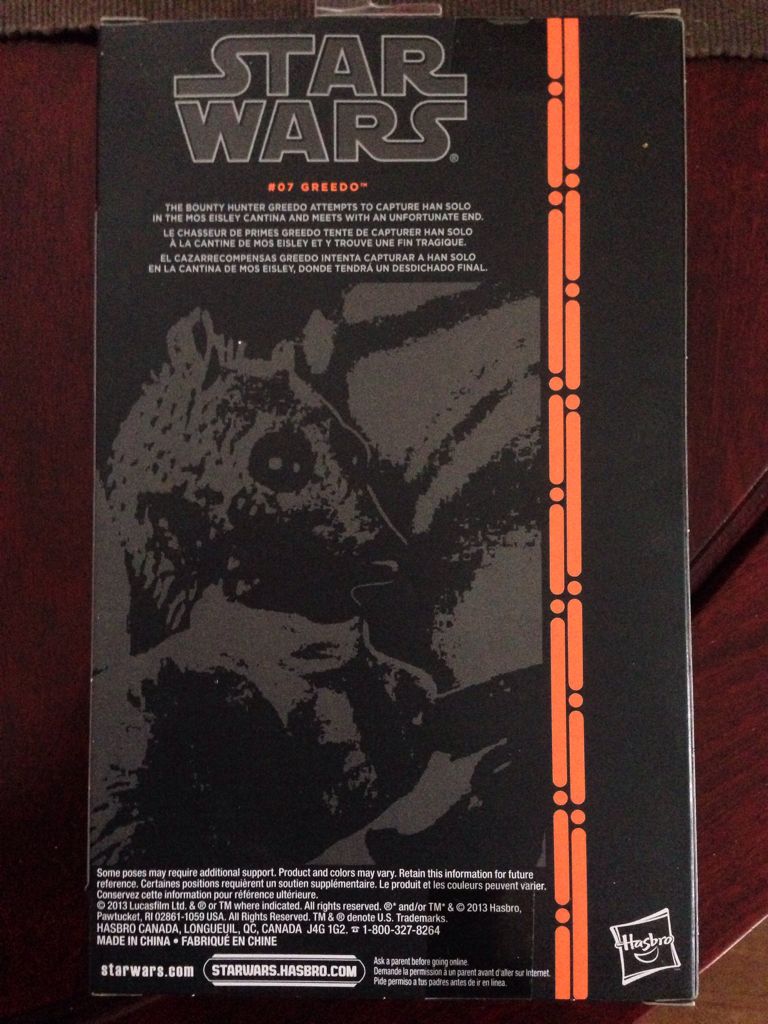 STAR
WARS®
#07 GREEDO™
THE BOUNTY HUNTER GREEDO ATTEMPTS TO CAPTURE HAN SOLO
IN THE MOS EISLEY CANTINA AND MEETS WITH AN UNFORTUNATE END.
LE CHASSEUR DE PRIMES GREEDO TENTE DE CAPTURER HAN SOLO
À LA CANTINE DE MOS EISLEY ET Y TROUVE UNE FIN TRAGIQUE.
EL CAZARRECOMPENSAS GREEDO INTENTA CAPTURAR A HAN SOLO
EN LA CANTINA DE MOS EISLEY, DONDE TENDRÁ UN DESDICHADO FINAL.
Some poses may require additional support. Product and colors may vary. Retain this information for future
reference. Certaines positions requièrent un soutien supplémentaire. Le produit et les couleurs peuvent varier.
Conservez cette information pour référence ultérieure.
© 2013 Lucasfilm Ltd. & ® or TM where indicated. All rights reserved. ®* and/or TM* & © 2013 Hasbro,
Pawtucket, RI 02861-1059 USA. All Rights Reserved. TM & ® denote U.S. Trademarks.
HASBRO CANADA, LONGUEUIL, QC, CANADA J4G 1G2. ☎ 1-800-327-8264
MADE IN CHINA • FABRIQUÉ EN CHINE
starwars.com
STARWARS.HASBRO.COM
Ask a parent before going online.
Demande la permission à un parent avant d'aller sur Internet.
Pide permiso a tus padres antes de ir en línea.
Hasbro